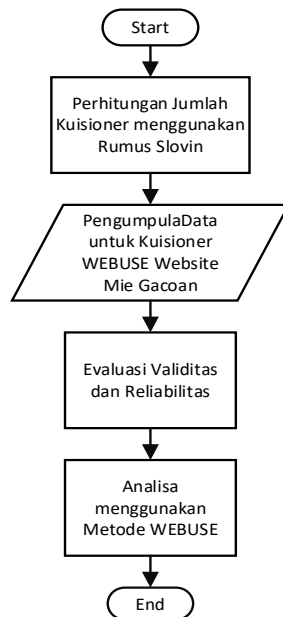 Start
Perhitungan Jumlah
Kuisioner menggunakan
Rumus Slovin
PengumpulaData
untuk Kuisioner
WEBUSE Website
Mie Gacoan
Evaluasi Validitas
dan Reliabilitas
Analisa
menggunakan
Metode WEBUSE
End